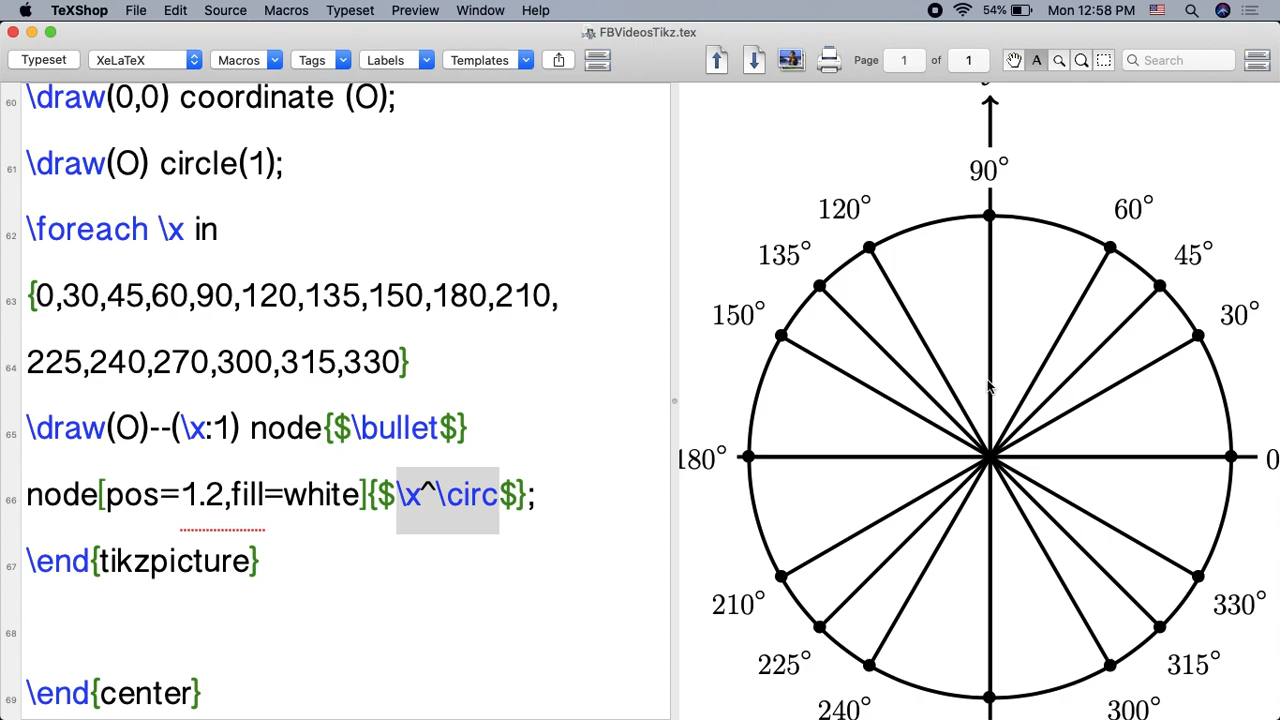 TeXShop File Edit Source Macros Typeset Preview Window Help 54% Mon 12:58 PM
FBVideosTikz.tex
Typeset XeLaTeX Macros Tags Labels Templates Page 1 of 1 A Search
60 \draw(0,0) coordinate (O);
61 \draw(O) circle(1);
62 \foreach \x in
63 {0,30,45,60,90,120,135,150,180,210,
64 225,240,270,300,315,330}
65 \draw(O)--(\x:1) node{$\bullet$}
66 node[pos=1.2,fill=white]{$\x^\circ$};
67 \end{tikzpicture}
68
69 \end{center}
90°
120° 60°
135° 45°
150° 30°
180° 0
210° 330°
225° 315°
240° 300°